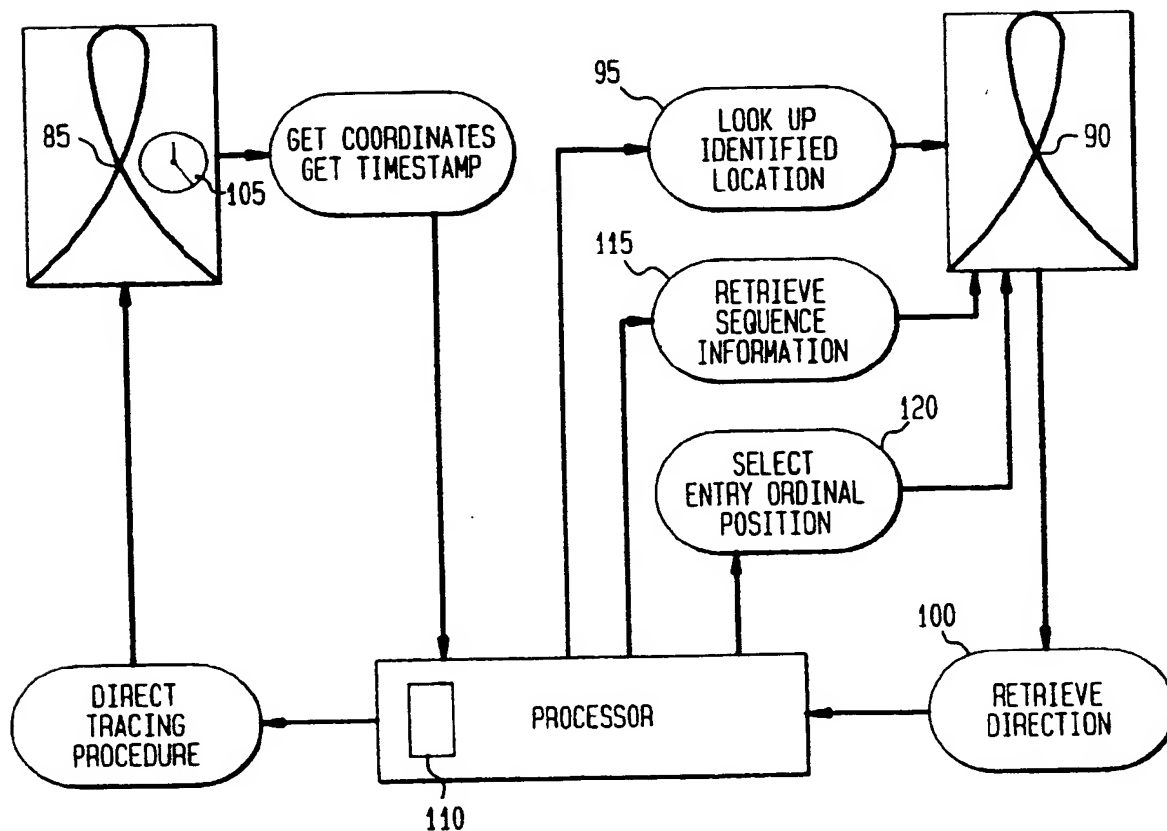 85
105
GET COORDINATES
GET TIMESTAMP
95
LOOK UP
IDENTIFIED
LOCATION
90
115
RETRIEVE
SEQUENCE
INFORMATION
120
SELECT
ENTRY ORDINAL
POSITION
100
RETRIEVE
DIRECTION
PROCESSOR
110
DIRECT
TRACING
PROCEDURE